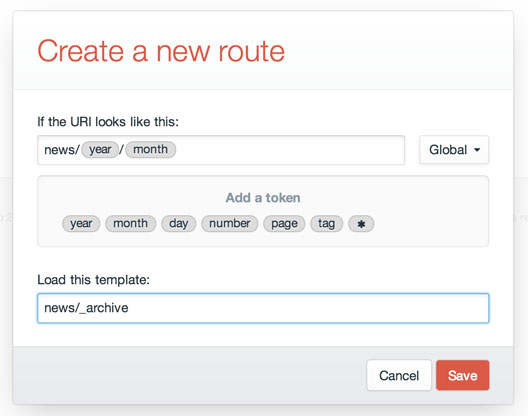 Create a new route
If the URI looks like this:
news/ year / month
Global
Add a token
year month day number page tag ✱
Load this template:
news/_archive
Cancel Save